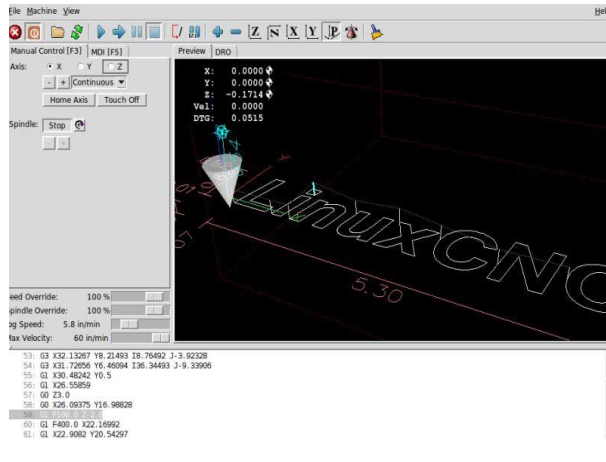 File Machine View Hel
Z N X Y P
Manual Control [F3] MDI [F5] Preview DRO
Axis: X Y Z
- + Continuous
Home Axis Touch Off
Spindle: Stop
- +
X: 0.0000
Y: 0.0000
Z: -0.1714
Vel: 0.0000
DTG: 0.0515
LinuxCNC
5.30
eed Override: 100 %
pindle Override: 100 %
og Speed: 5.8 in/min
Max Velocity: 60 in/min
53: G3 X32.13267 Y8.21493 I8.76492 J-3.92328
54: G3 X31.72656 Y6.46094 I36.34493 J-9.33906
55: G1 X30.48242 Y0.5
56: G1 X26.55859
57: G0 Z3.0
58: G0 X26.09375 Y16.98828
59: G1 F100.0 Z-2.0
60: G1 F400.0 X22.16992
61: G1 X22.9082 Y20.54297